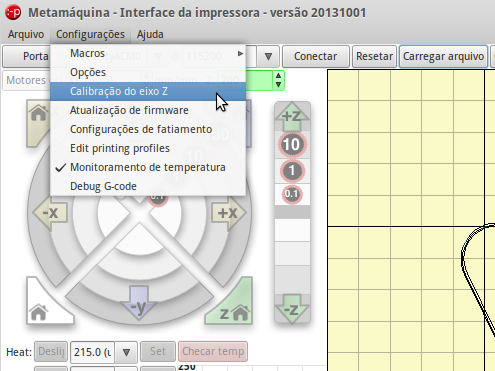 Metamáquina - Interface da impressora - versão 20131001
Arquivo Configurações Ajuda
Porta Conectar Resetar Carregar arquivo
Macros
Opções
Motores
Calibração do eixo Z
Atualização de firmware
Configurações de fatiamento
Edit printing profiles
Monitoramento de temperatura
Debug G-code
+z
10
1
0.1
-x +x
-y
z -z
Heat: Deslij 215.0 (u Set Checar temp
250